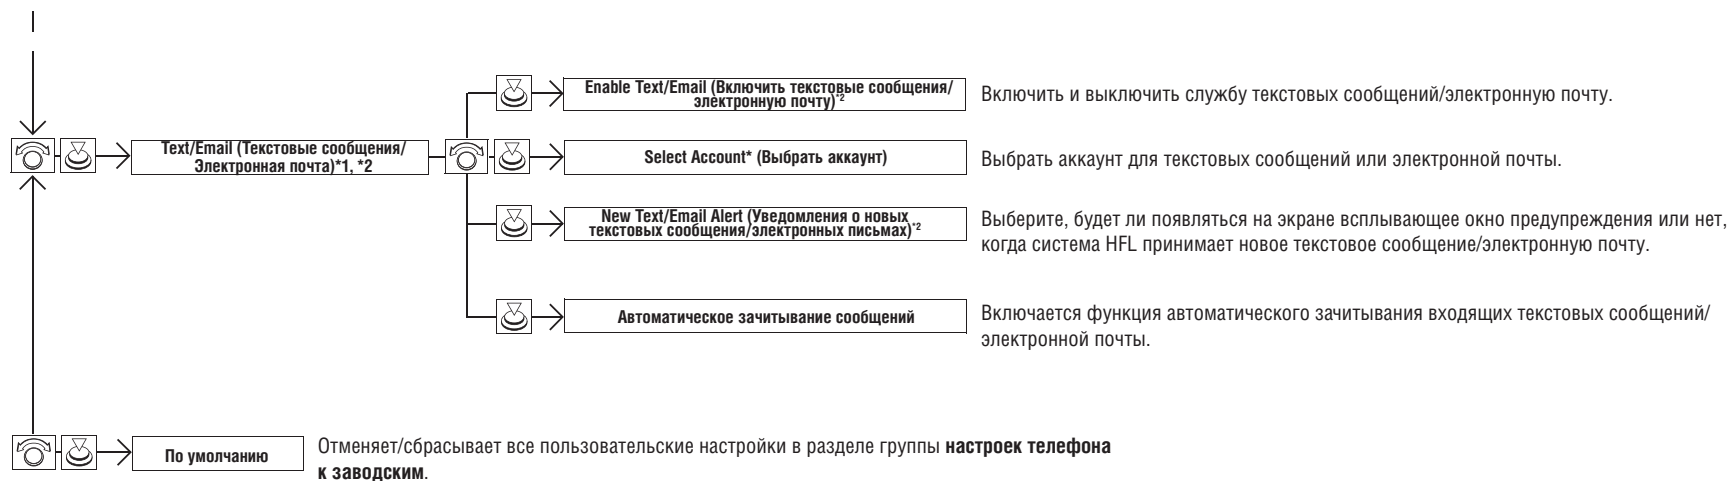 Enable Text/Email (Включить текстовые сообщения/
электронную почту)*2
Включить и выключить службу текстовых сообщений/электронную почту.
Text/Email (Текстовые сообщения/
Электронная почта)*1, *2
Select Account* (Выбрать аккаунт)
Выбрать аккаунт для текстовых сообщений или электронной почты.
New Text/Email Alert (Уведомления о новых
текстовых сообщения/электронных письмах)*2
Выберите, будет ли появляться на экране всплывающее окно предупреждения или нет,
когда система HFL принимает новое текстовое сообщение/электронную почту.
Автоматическое зачитывание сообщений
Включается функция автоматического зачитывания входящих текстовых сообщений/
электронной почты.
По умолчанию
Отменяет/сбрасывает все пользовательские настройки в разделе группы настроек телефона
к заводским.